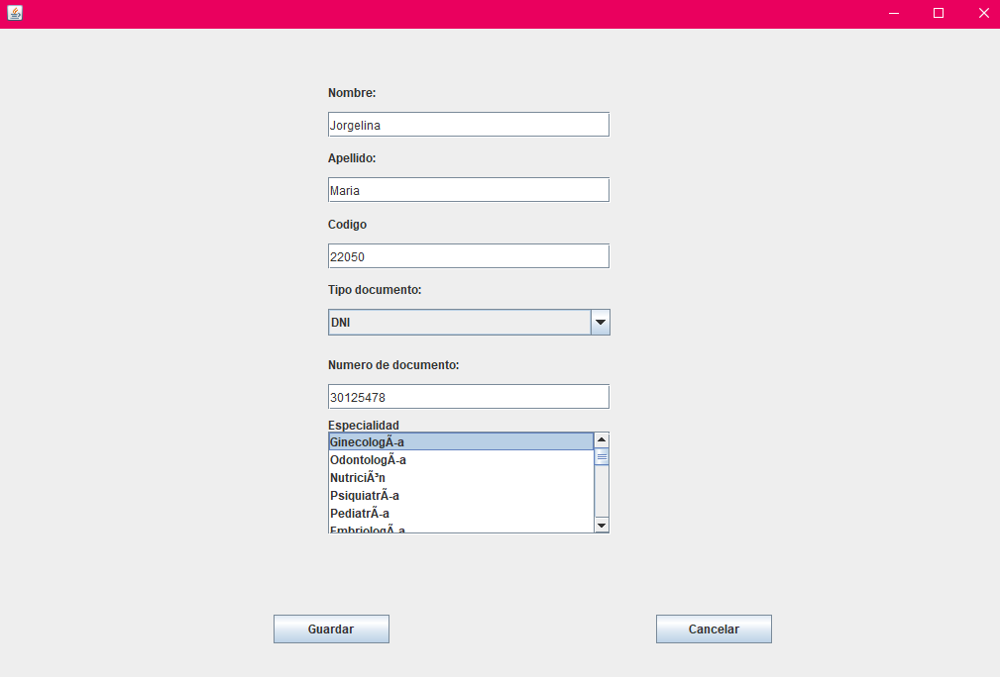 Nombre:
Jorgelina
Apellido:
Maria
Codigo
22050
Tipo documento:
DNI
Numero de documento:
30125478
Especialidad
GinecologÃ-a
OdontologÃ-a
NutriciÃ³n
PsiquiatrÃ-a
PediatrÃ-a
EmbriologÃ-a
Guardar Cancelar